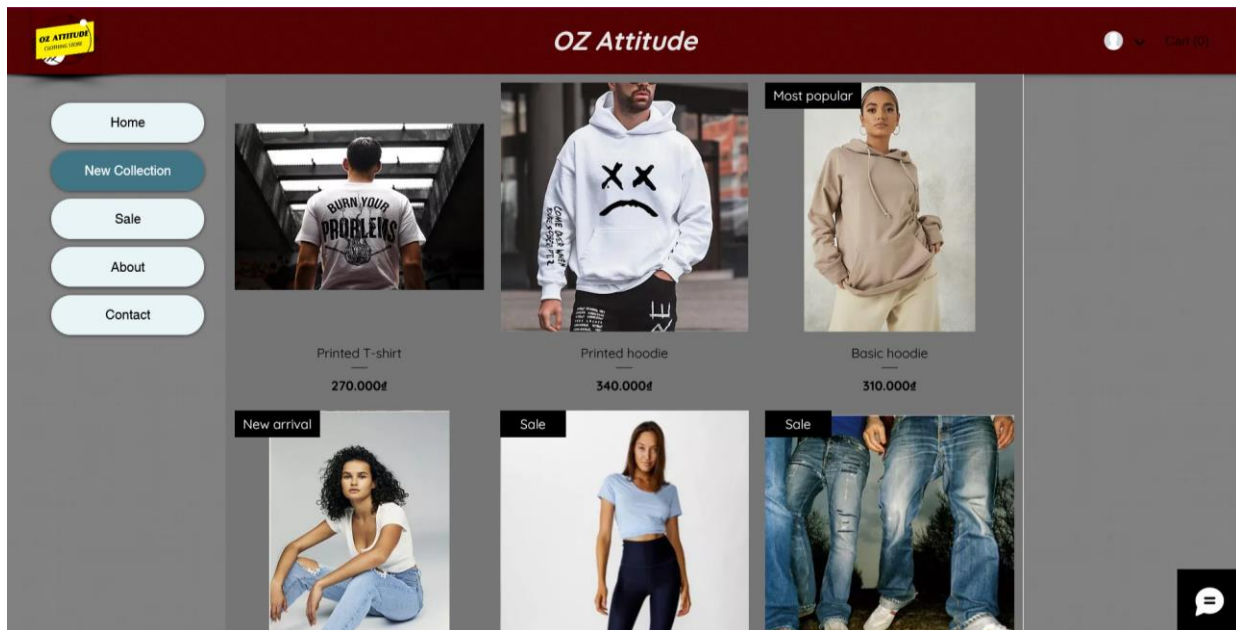 OZ ATTITUDE
CLOTHING STORE
OZ Attitude
Cart (0)
Home
New Collection
Sale
About
Contact
BURN YOUR
PROBLEMS
Most popular
Printed T-shirt
270.000₫
Printed hoodie
340.000₫
Basic hoodie
310.000₫
New arrival
Sale
Sale